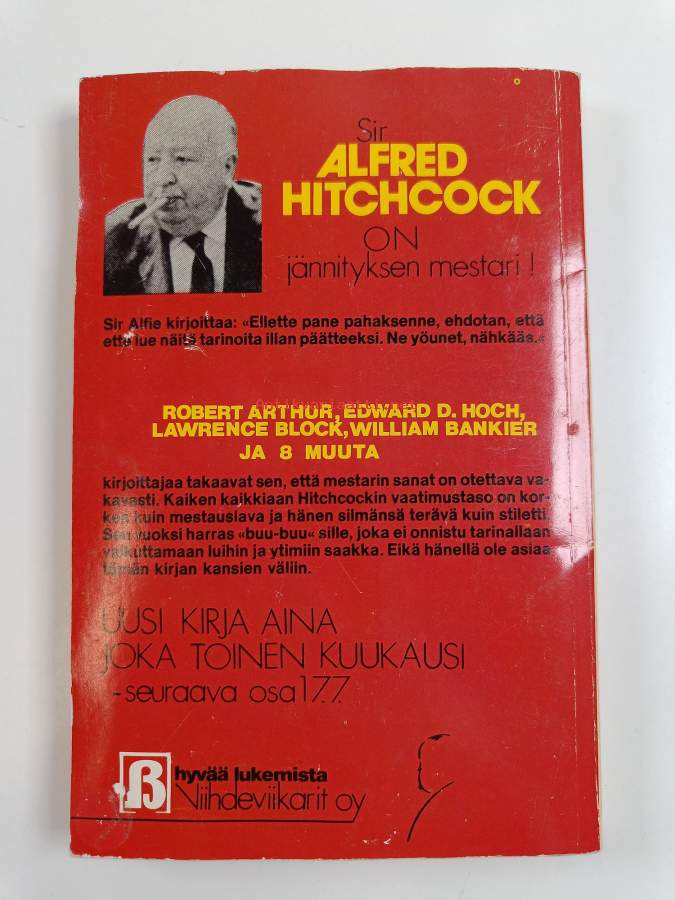 Sir
ALFRED
HITCHCOCK
ON
jännityksen mestari!
Sir Alfie kirjoittaa: «Ellette pane pahaksenne, ehdotan, että
ette lue näitä tarinoita illan päätteeksi. Ne yöunet, nähkääs.«
ROBERT ARTHUR, EDWARD D. HOCH,
LAWRENCE BLOCK, WILLIAM BANKIER
JA 8 MUUTA
kirjoittajaa takaavat sen, että mestarin sanat on otettava va-
kavasti. Kaiken kaikkiaan Hitchcockin vaatimustaso on kor-
kea kuin mestauslava ja hänen silmänsä terävä kuin stiletti.
Sen vuoksi harras »buu-buu« sille, joka ei onnistu tarinallaan
vaikuttamaan luihin ja ytimiin saakka. Eikä hänellä ole asiaa
tämän kirjan kansien väliin.
UUSI KIRJA AINA
JOKA TOINEN KUUKAUSI
- seuraava osa 17.7.
hyvää lukemista
Viihdeviikarit oy